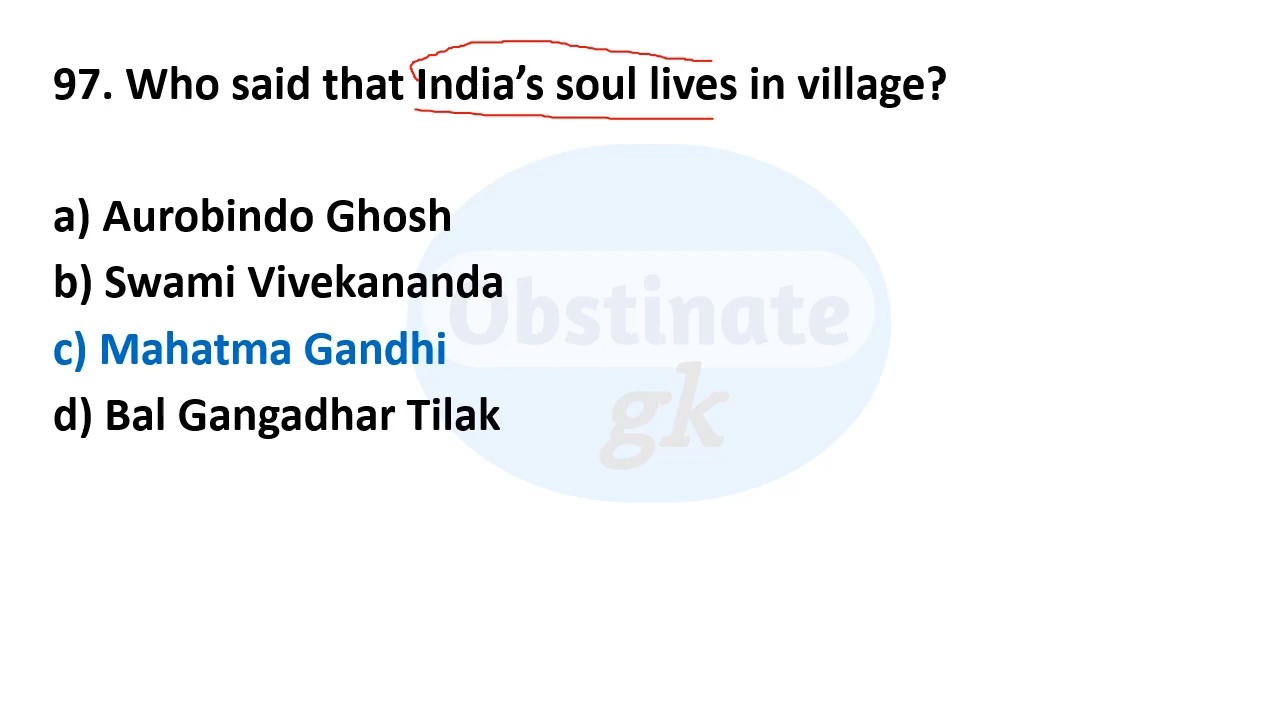 97. Who said that India’s soul lives in village?
a) Aurobindo Ghosh
b) Swami Vivekananda
c) Mahatma Gandhi
d) Bal Gangadhar Tilak
Obstinate
gk